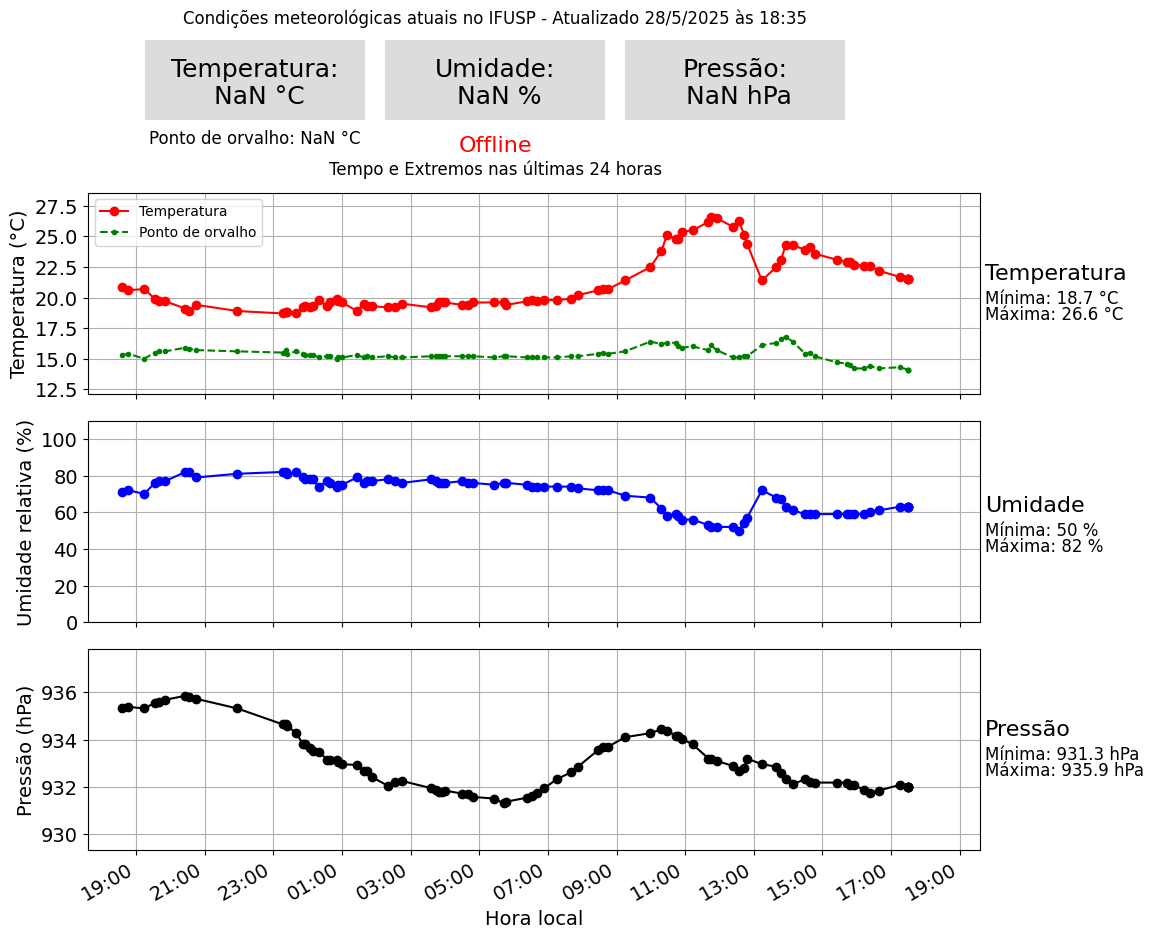 Condições meteorológicas atuais no IFUSP - Atualizado 28/5/2025 às 18:35
Temperatura:
NaN °C
Umidade:
NaN %
Pressão:
NaN hPa
Ponto de orvalho: NaN °C
Offline
Tempo e Extremos nas últimas 24 horas
Temperatura (°C)
27.5
25.0
22.5
20.0
17.5
15.0
12.5
Temperatura
Ponto de orvalho
Temperatura
Mínima: 18.7 °C
Máxima: 26.6 °C
Umidade relativa (%)
100
80
60
40
20
0
Umidade
Mínima: 50 %
Máxima: 82 %
Pressão (hPa)
936
934
932
930
Pressão
Mínima: 931.3 hPa
Máxima: 935.9 hPa
19:00 21:00 23:00 01:00 03:00 05:00 07:00 09:00 11:00 13:00 15:00 17:00 19:00
Hora local